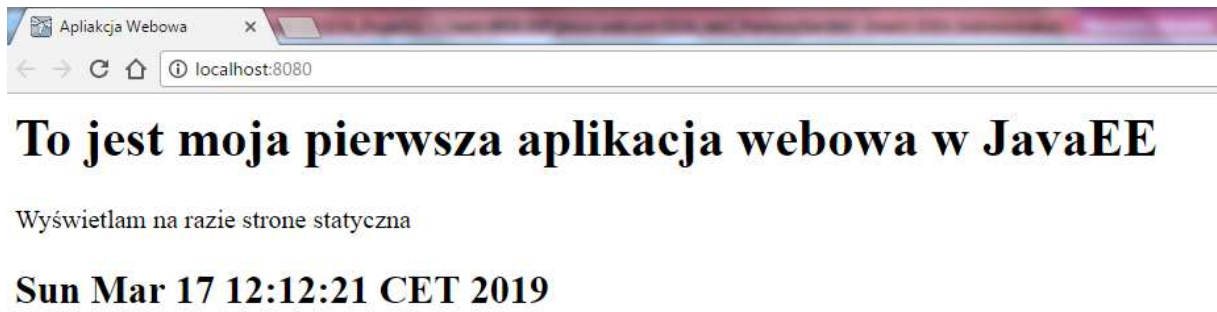 Apliakcja Webowa
localhost:8080
To jest moja pierwsza aplikacja webowa w JavaEE
Wyświetlam na razie strone statyczna
Sun Mar 17 12:12:21 CET 2019